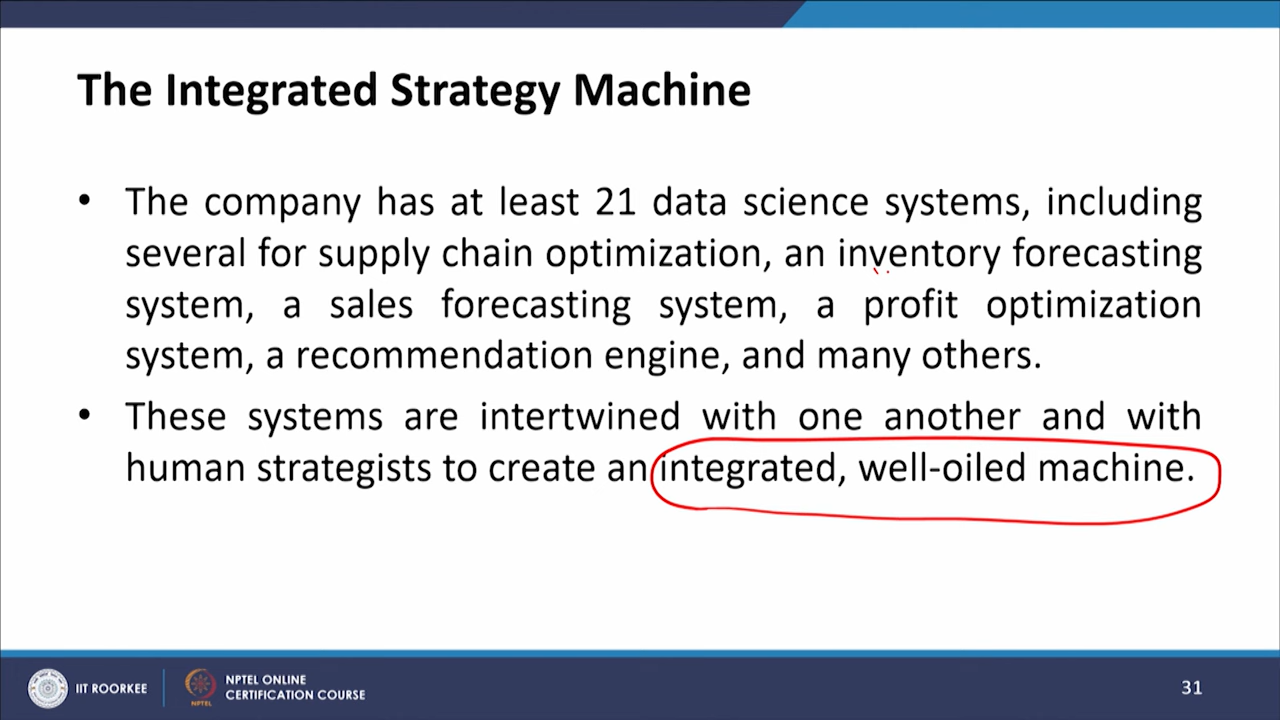 The Integrated Strategy Machine
• The company has at least 21 data science systems, including
several for supply chain optimization, an inventory forecasting
system, a sales forecasting system, a profit optimization
system, a recommendation engine, and many others.
• These systems are intertwined with one another and with
human strategists to create an integrated, well-oiled machine.
IIT ROORKEE
NPTEL
NPTEL ONLINE
CERTIFICATION COURSE
31